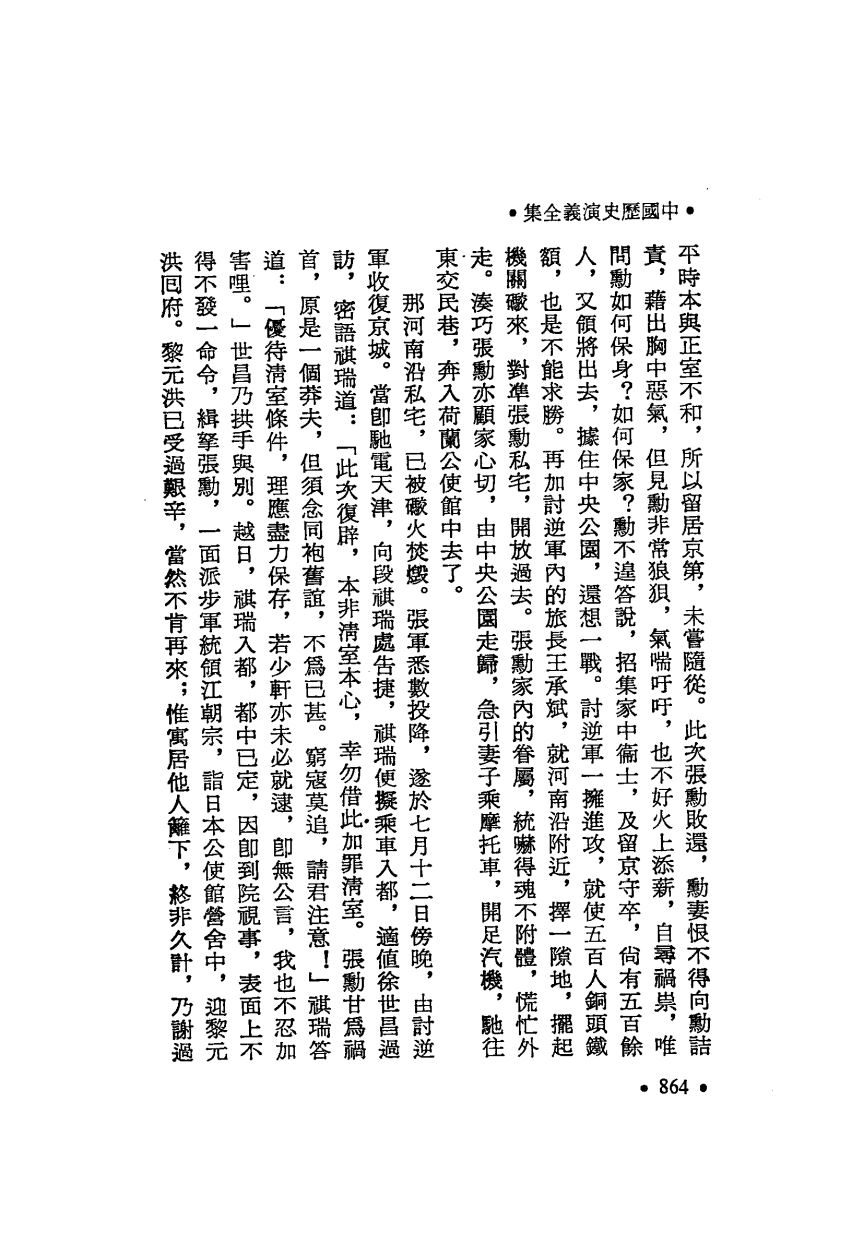 •中國歷史演義全集•
平時本與正室不和，所以留居京第，未嘗隨從。此次張勳敗還，勳妻恨不得向勳詰
責，藉出胸中惡氣，但見勳非常狼狽，氣喘吁吁，也不好火上添薪，自尋禍祟，唯
問勳如何保身？如何保家？勳不遑答說，招集家中衞士，及留京守卒，尙有五百餘
人，又領將出去，據住中央公園，還想一戰。討逆軍一擁進攻，就使五百人銅頭鐵
額，也是不能求勝。再加討逆軍內的旅長王承斌，就河南沿附近，擇一隙地，擺起
機關礮來，對準張勳私宅，開放過去。張勳家內的眷屬，統嚇得魂不附體，慌忙外
走。湊巧張勳亦顧家心切，由中央公園走歸，急引妻子乘摩托車，開足汽機，馳往
東交民巷，奔入荷蘭公使館中去了。
那河南沿私宅，已被礮火焚燬。張軍悉數投降，遂於七月十二日傍晚，由討逆
軍收復京城。當卽馳電天津，向段祺瑞處告捷，祺瑞便擬乘車入都，適值徐世昌過
訪，密語祺瑞道：「此次復辟，本非淸室本心，幸勿借此加罪淸室。張勳甘爲禍
首，原是一個莽夫，但須念同袍舊誼，不爲已甚。窮寇莫追，請君注意！」祺瑞答
道：「優待淸室條件，理應盡力保存，若少軒亦未必就逮，卽無公言，我也不忍加
害哩。」世昌乃拱手與別。越日，祺瑞入都，都中已定，因卽到院視事，表面上不
得不發一命令，緝拏張勳，一面派步軍統領江朝宗，詣日本公使館營舍中，迎黎元
洪回府。黎元洪已受過艱辛，當然不肯再來；惟寓居他人籬下，終非久計，乃謝過
•864•